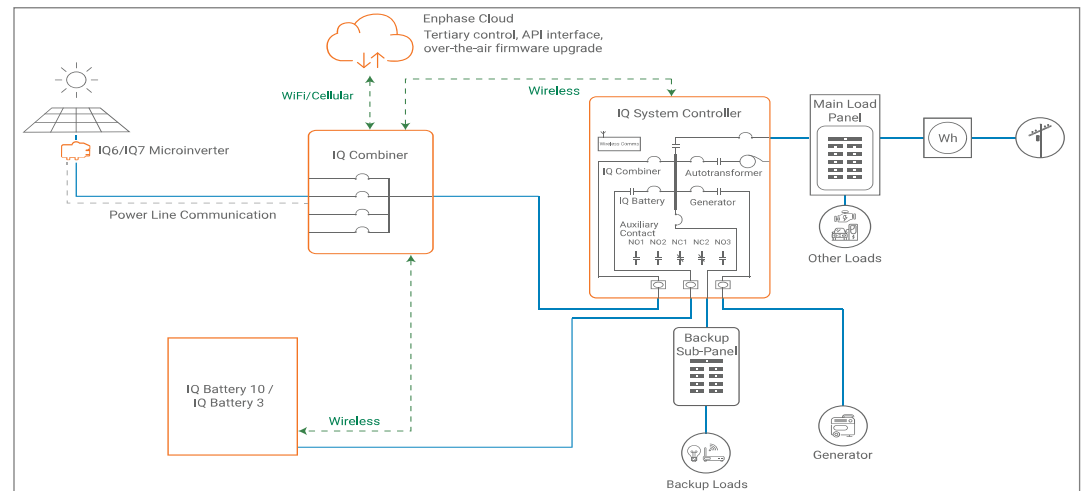 Enphase Cloud
Tertiary control, API interface,
over-the-air firmware upgrade
WiFi/Cellular
Wireless
IQ6/IQ7 Microinverter
Power Line Communication
IQ Combiner
IQ System Controller
Wireless Comms
IQ Combiner
Autotransformer
IQ Battery
Generator
Auxiliary
Contact
NO1 NO2 NC1 NC2 NO3
Main Load
Panel
Wh
Other Loads
Backup
Sub-Panel
IQ Battery 10 /
IQ Battery 3
Wireless
Backup Loads
Generator